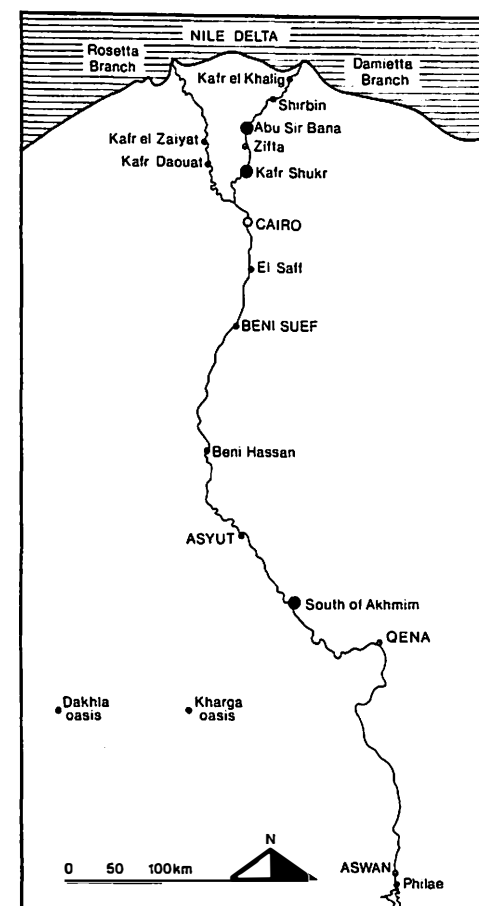 NILE DELTA
Rosetta
Branch
Damietta
Branch
Kafr el Khalig
Shirbin
Abu Sir Bana
Kafr el Zaiyat
Zifta
Kafr Daouat
Kafr Shukr
CAIRO
El Saff
BENI SUEF
Beni Hassan
ASYUT
South of Akhmim
QENA
Dakhla
oasis
Kharga
oasis
N
0 50 100km
ASWAN
Philae